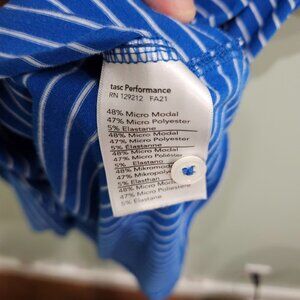 tasc Performance
RN 129212 FA21
48% Micro Modal
47% Micro Polyester
5% Elastane
48% Micro Modal
47% Micro Polyester
5% Élasthanne
48% Micro Modal
47% Micro Poliéster
5% Elastano
48% Mikromodal
47% Mikropolyester
5% Elasthan
48% Micro Modal
47% Micro Poliestere
5% Elastane